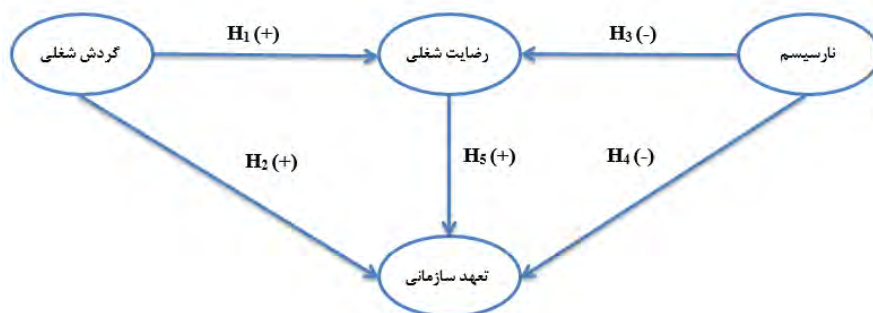 H1 (+)
H3 (-)
گردش شغلی
رضایت شغلی
نارسیسم
H2 (+)
H5 (+)
H4 (-)
تعهد سازمانی